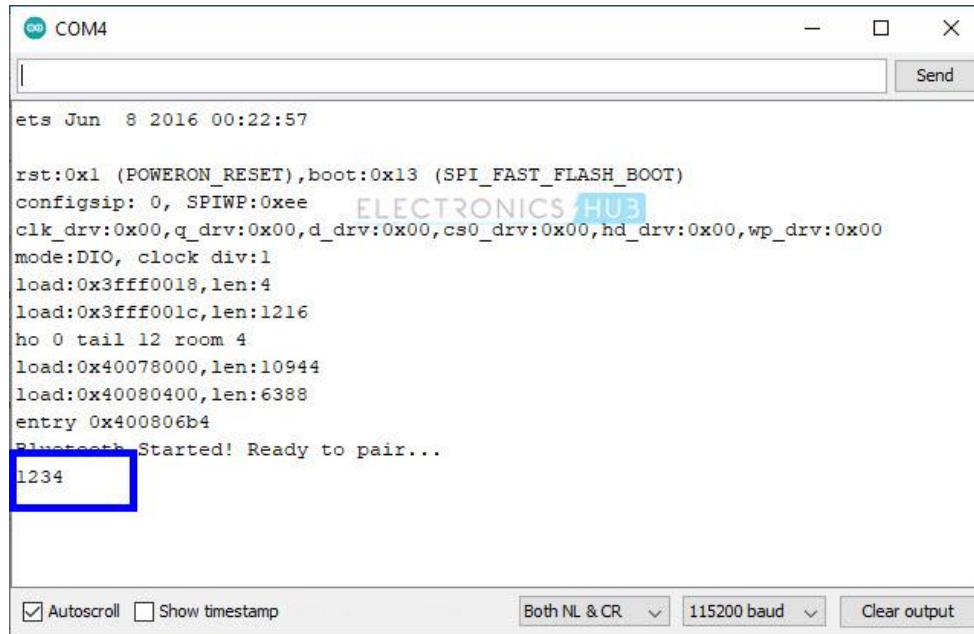 COM4
Send
ets Jun  8 2016 00:22:57
rst:0x1 (POWERON_RESET),boot:0x13 (SPI_FAST_FLASH_BOOT)
configsip: 0, SPIWP:0xee
ELECTRONICS HUB
clk_drv:0x00,q_drv:0x00,d_drv:0x00,cs0_drv:0x00,hd_drv:0x00,wp_drv:0x00
mode:DIO, clock div:1
load:0x3fff0018,len:4
load:0x3fff001c,len:1216
ho 0 tail 12 room 4
load:0x40078000,len:10944
load:0x40080400,len:6388
entry 0x400806b4
Bluetooth Started! Ready to pair...
1234
Autoscroll Show timestamp Both NL & CR 115200 baud Clear output